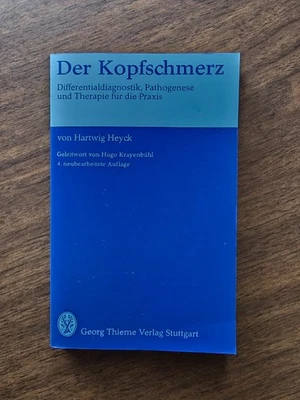 Der Kopfschmerz
Differentialdiagnostik, Pathogenese
und Therapie für die Praxis
von Hartwig Heyck
Geleitwort von Hugo Krayenbühl
4. neubearbeitete Auflage
Georg Thieme Verlag Stuttgart